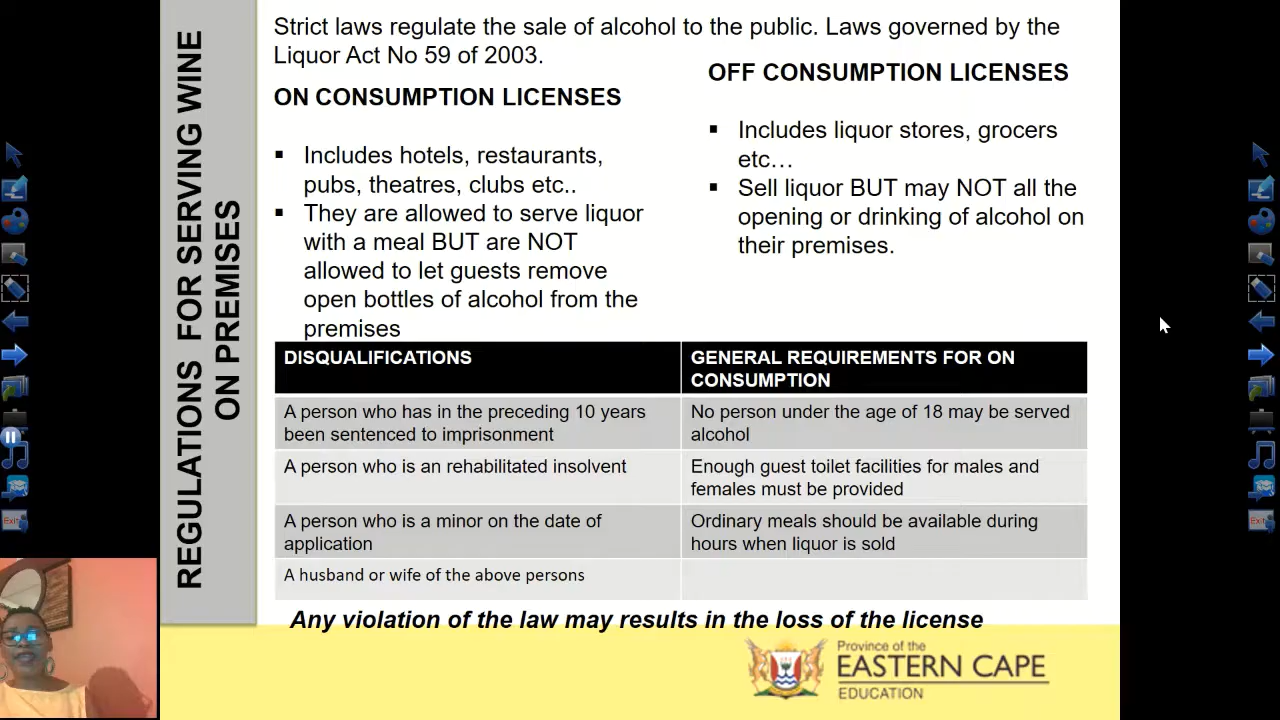 REGULATIONS FOR SERVING WINE
ON PREMISES
Strict laws regulate the sale of alcohol to the public. Laws governed by the
Liquor Act No 59 of 2003.
ON CONSUMPTION LICENSES
▪ Includes hotels, restaurants,
pubs, theatres, clubs etc..
▪ They are allowed to serve liquor
with a meal BUT are NOT
allowed to let guests remove
open bottles of alcohol from the
premises
OFF CONSUMPTION LICENSES
▪ Includes liquor stores, grocers
etc…
▪ Sell liquor BUT may NOT all the
opening or drinking of alcohol on
their premises.
DISQUALIFICATIONS
GENERAL REQUIREMENTS FOR ON
CONSUMPTION
A person who has in the preceding 10 years
been sentenced to imprisonment
No person under the age of 18 may be served
alcohol
A person who is an rehabilitated insolvent
Enough guest toilet facilities for males and
females must be provided
A person who is a minor on the date of
application
Ordinary meals should be available during
hours when liquor is sold
A husband or wife of the above persons
Any violation of the law may results in the loss of the license
Province of the
EASTERN CAPE
EDUCATION
Exit
Exit